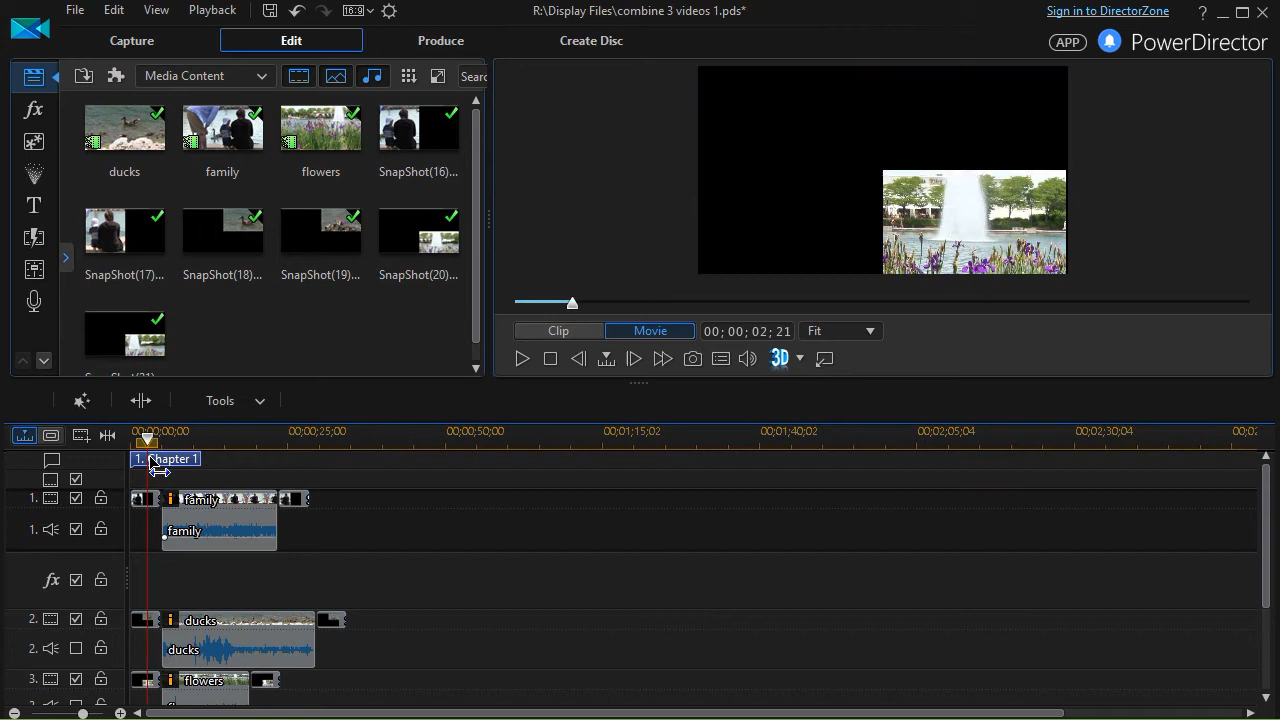 File Edit View Playback 16:9 R:\Display Files\combine 3 videos 1.pds* Sign in to DirectorZone ?
Capture Edit Produce Create Disc APP PowerDirector
Media Content Sear
fx
ducks family flowers SnapShot(16)...
T
SnapShot(17)... SnapShot(18)... SnapShot(19)... SnapShot(20)...
Clip Movie 00; 00; 02; 21 Fit
3D
Tools
00;00;00;00 00;00;25;00 00;00;50;00 00;01;15;02 00;01;40;02 00;02;05;04 00;02;30;04
1. Chapter 1
1. family
1. family
fx
2. ducks
2. ducks
3. flowers